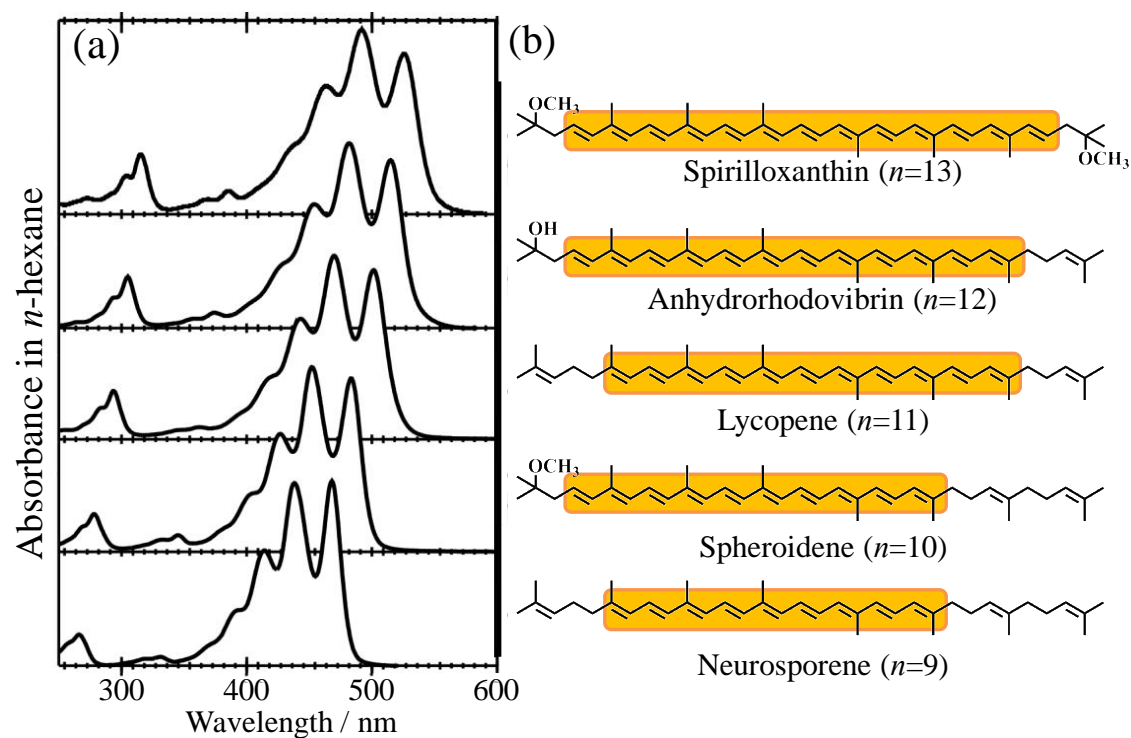 (a)
Absorbance in n-hexane
300
400
500
600
Wavelength / nm
(b)
OCH₃
OCH₃
Spirilloxanthin (n=13)
OH
Anhydrorhodovibrin (n=12)
Lycopene (n=11)
OCH₃
Spheroidene (n=10)
Neurosporene (n=9)